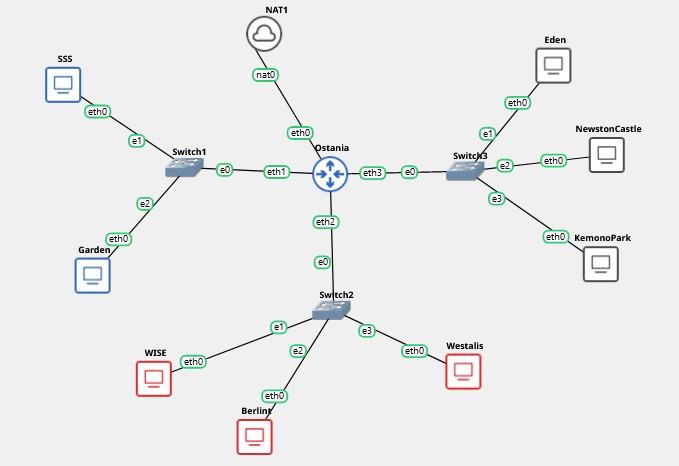 NAT1
nat0
eth0
SSS
eth0
e1
Switch1
e0
eth1
Ostania
eth3
e0
Switch3
e1
eth0
Eden
e2
eth0
NewstonCastle
e3
eth0
KemonoPark
e2
eth0
Garden
eth2
e0
Switch2
e1
eth0
WISE
e2
eth0
Berlint
e3
eth0
Westalis